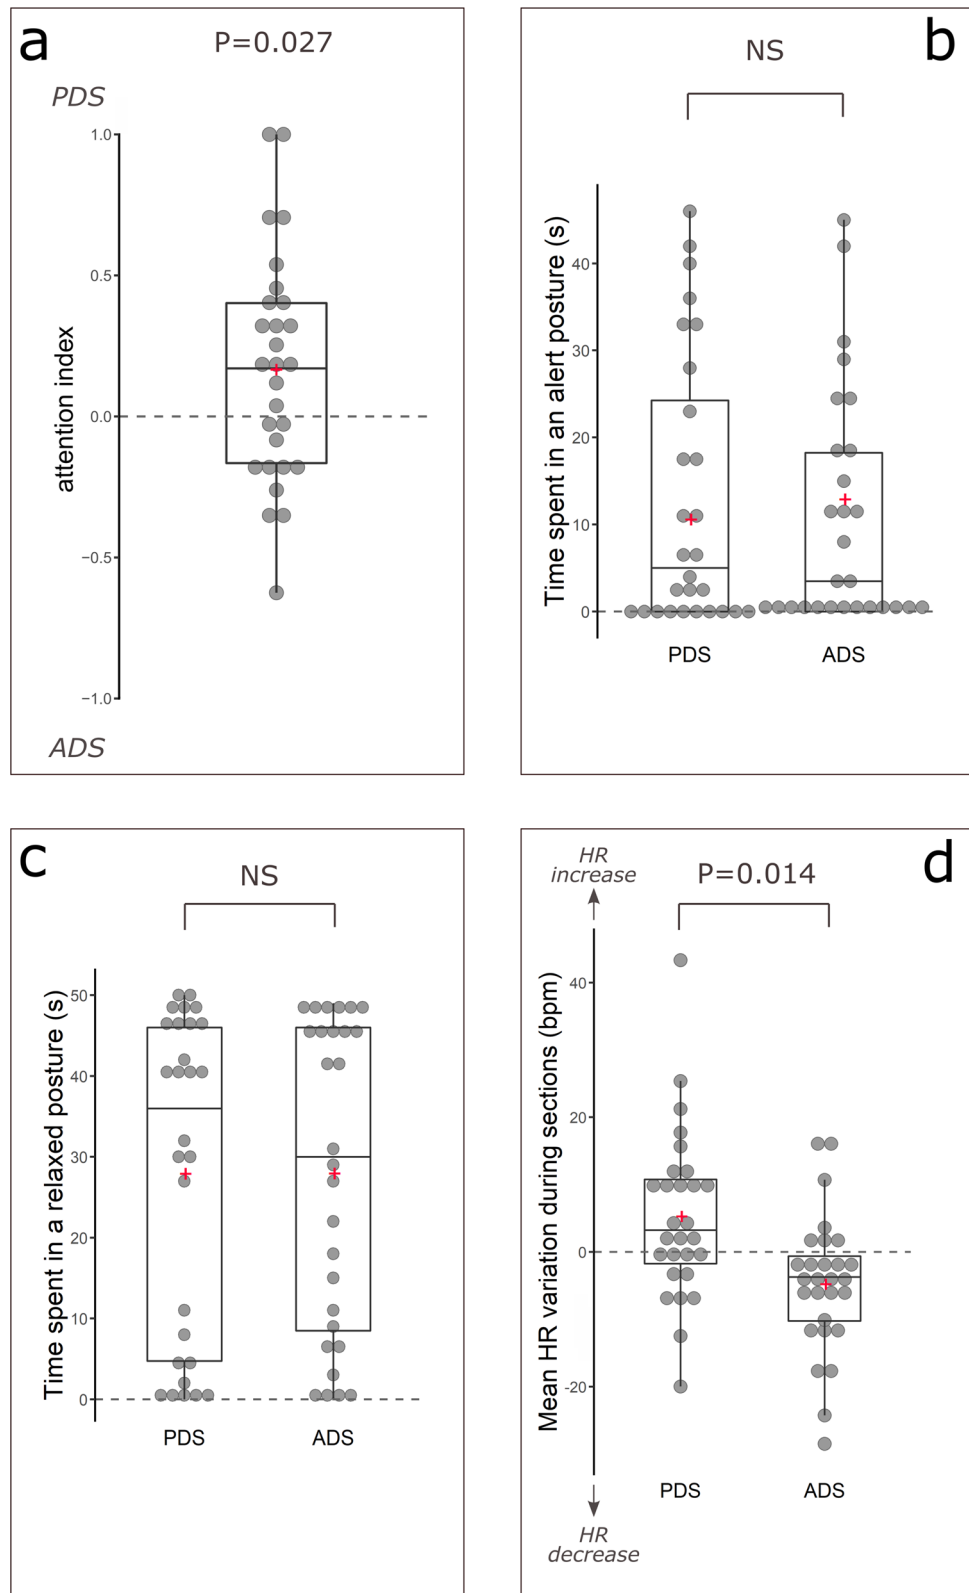 a
P=0.027
PDS
1.0
0.5
0.0
−0.5
−1.0
attention index
ADS
b
NS
Time spent in an alert posture (s)
40
30
20
10
0
PDS
ADS
c
NS
Time spent in a relaxed posture (s)
50
40
30
20
10
0
PDS
ADS
d
HR
increase
P=0.014
Mean HR variation during sections (bpm)
40
20
0
-20
PDS
ADS
HR
decrease